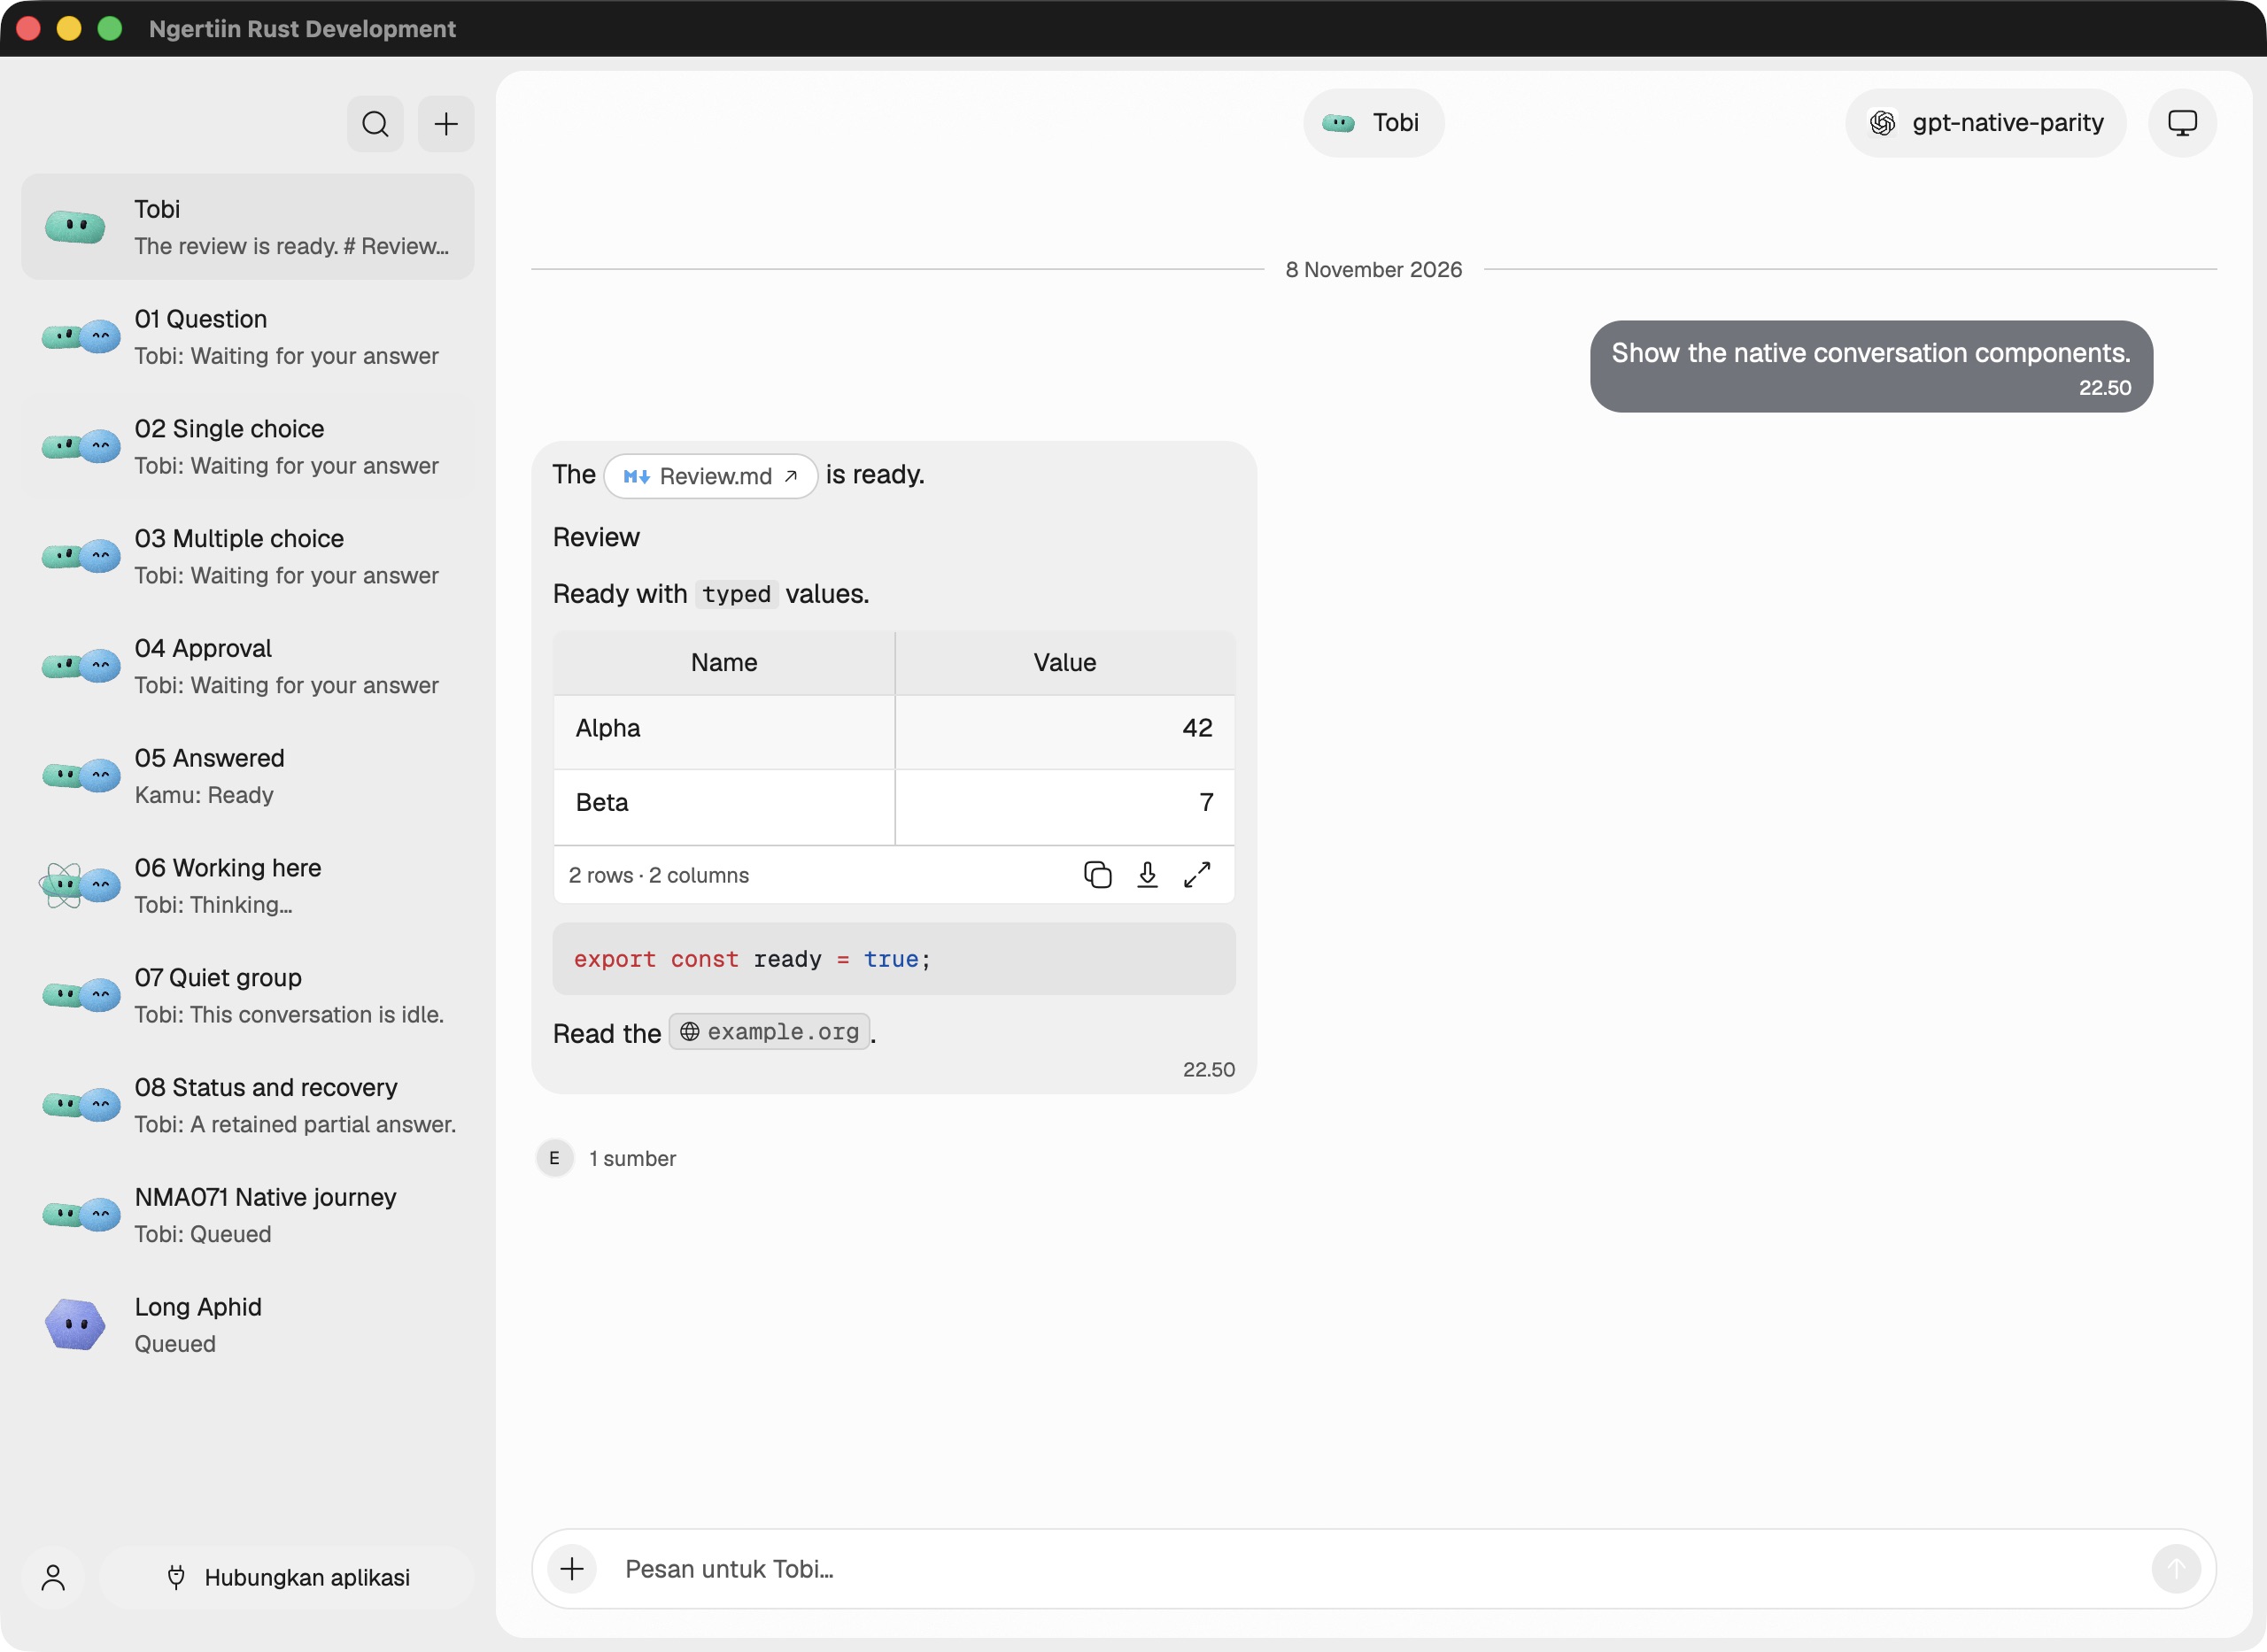 Ngertiin Rust Development
Tobi
The review is ready. # Review...
01 Question
Tobi: Waiting for your answer
02 Single choice
Tobi: Waiting for your answer
03 Multiple choice
Tobi: Waiting for your answer
04 Approval
Tobi: Waiting for your answer
05 Answered
Kamu: Ready
06 Working here
Tobi: Thinking...
07 Quiet group
Tobi: This conversation is idle.
08 Status and recovery
Tobi: A retained partial answer.
NMA071 Native journey
Tobi: Queued
Long Aphid
Queued
Hubungkan aplikasi
Tobi
gpt-native-parity
8 November 2026
Show the native conversation components.
22.50
The M↓ Review.md ↗ is ready.
Review
Ready with typed values.
Name Value
Alpha 42
Beta 7
2 rows · 2 columns
export const ready = true;
Read the example.org.
22.50
E 1 sumber
Pesan untuk Tobi...